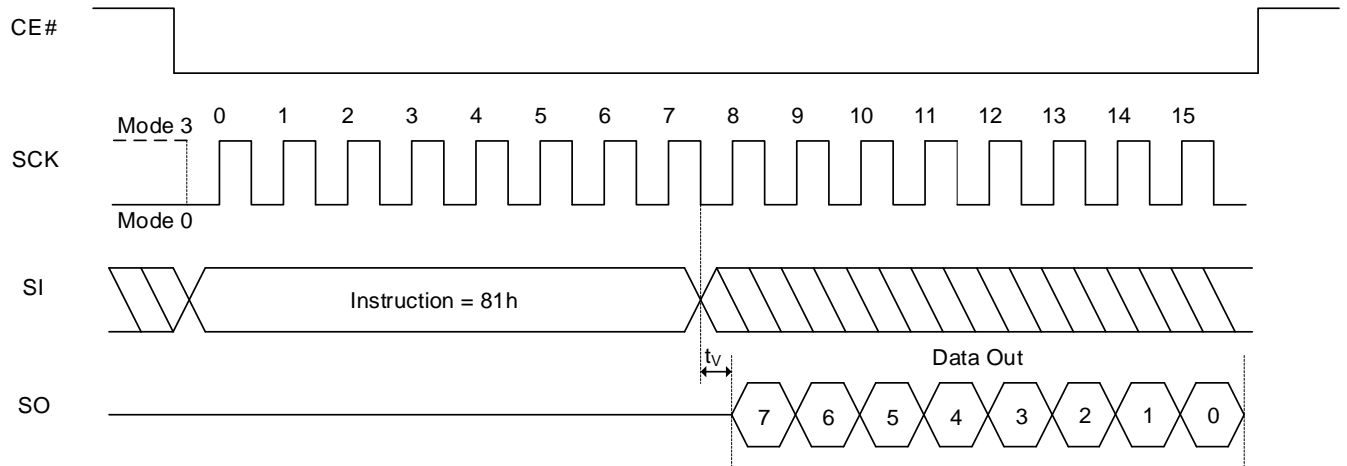 CE#
0 1 2 3 4 5 6 7 8 9 10 11 12 13 14 15
Mode 3
SCK
Mode 0
SI
Instruction = 81h
tV
Data Out
SO
7 6 5 4 3 2 1 0